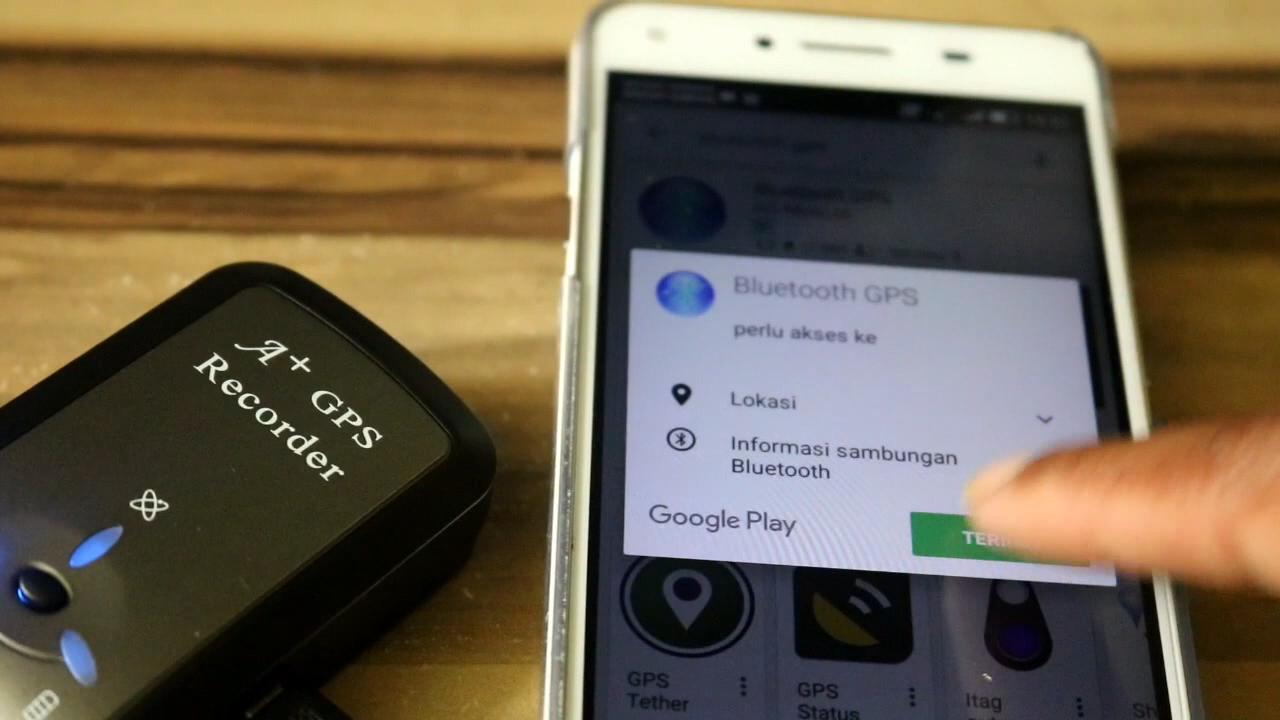 A+ GPS
Recorder
Bluetooth GPS
perlu akses ke
Lokasi
Informasi sambungan
Bluetooth
Google Play
GPS
Tether
GPS
Status
Itag